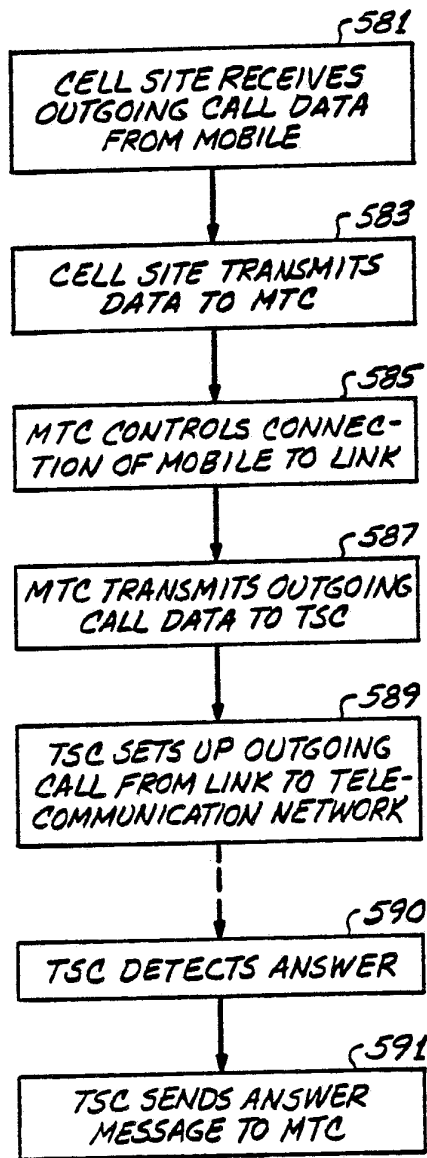 581
CELL SITE RECEIVES
OUTGOING CALL DATA
FROM MOBILE
583
CELL SITE TRANSMITS
DATA TO MTC
585
MTC CONTROLS CONNEC-
TION OF MOBILE TO LINK
587
MTC TRANSMITS OUTGOING
CALL DATA TO TSC
589
TSC SETS UP OUTGOING
CALL FROM LINK TO TELE-
COMMUNICATION NETWORK
590
TSC DETECTS ANSWER
591
TSC SENDS ANSWER
MESSAGE TO MTC